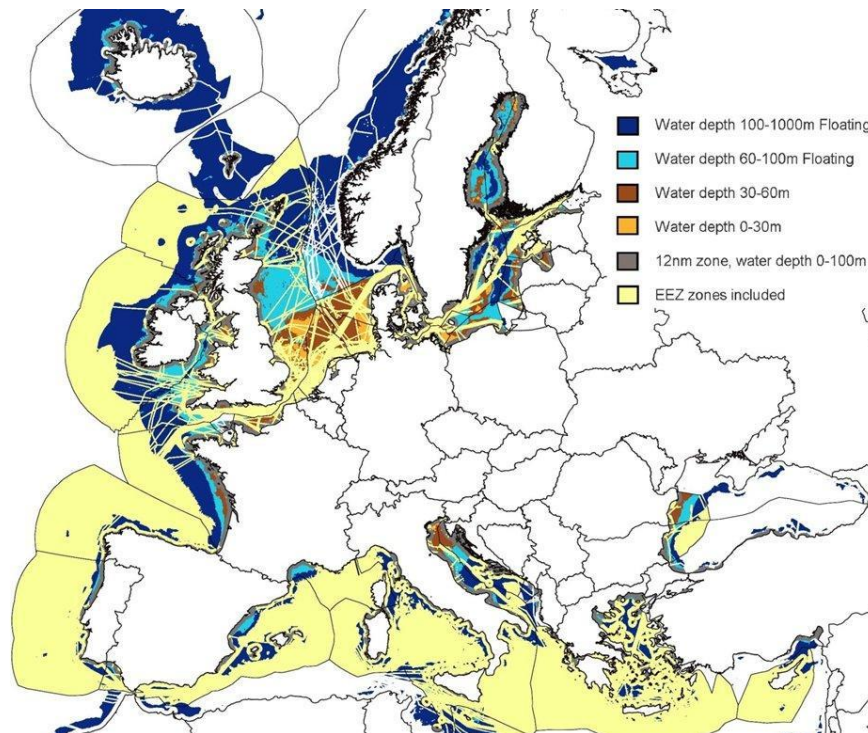 Water depth 100-1000m Floating
Water depth 60-100m Floating
Water depth 30-60m
Water depth 0-30m
12nm zone, water depth 0-100m
EEZ zones included